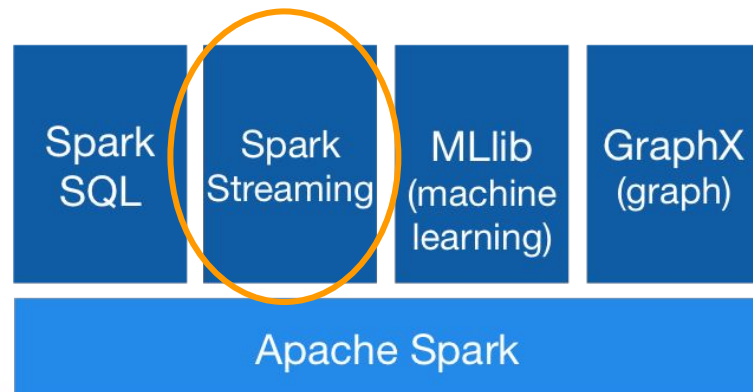 Spark
SQL
Spark
Streaming
MLlib
(machine
learning)
GraphX
(graph)
Apache Spark